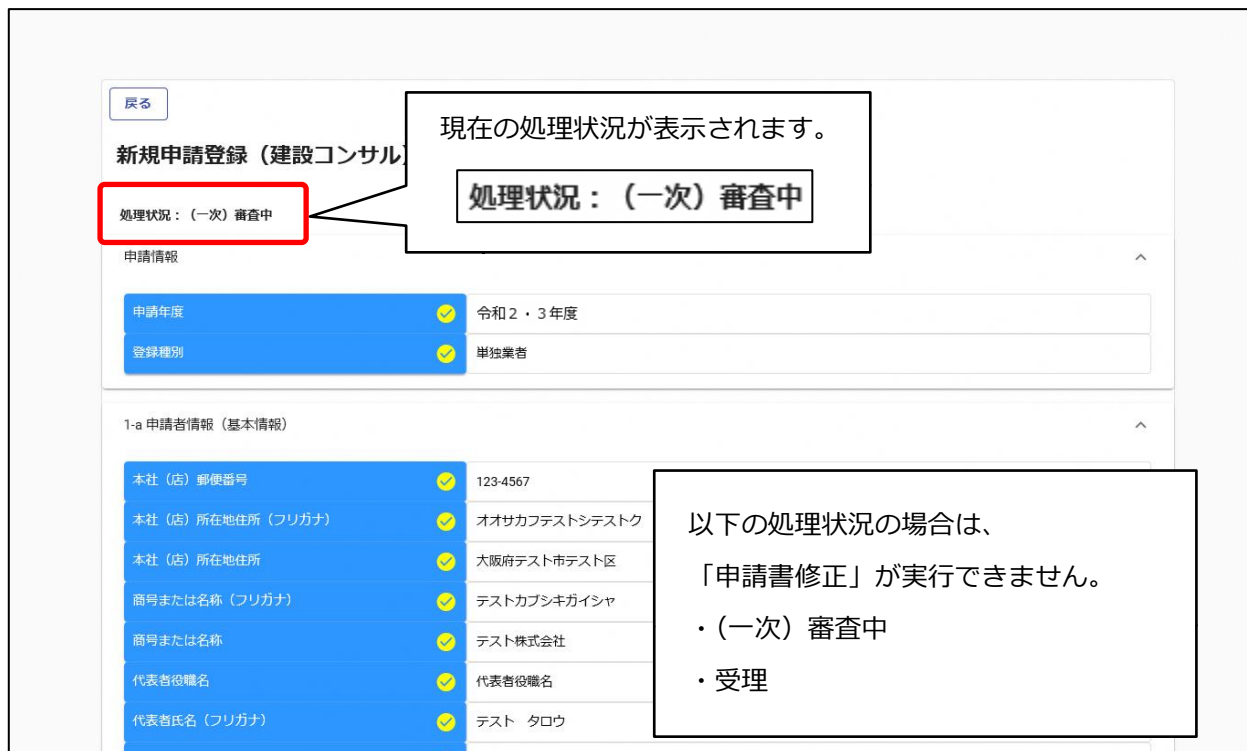 戻る
新規申請登録（建設コンサル）
処理状況：（一次）審査中
現在の処理状況が表示されます。
処理状況：（一次）審査中
申請情報
申請年度
令和２・３年度
登録種別
単独業者
1-a 申請者情報（基本情報）
本社（店）郵便番号
123-4567
本社（店）所在地住所（フリガナ）
オオサカフテストシテストク
本社（店）所在地住所
大阪府テスト市テスト区
商号または名称（フリガナ）
テストカブシキガイシャ
商号または名称
テスト株式会社
代表者役職名
代表者役職名
代表者氏名（フリガナ）
テスト　タロウ
以下の処理状況の場合は、
「申請書修正」が実行できません。
・（一次）審査中
・受理